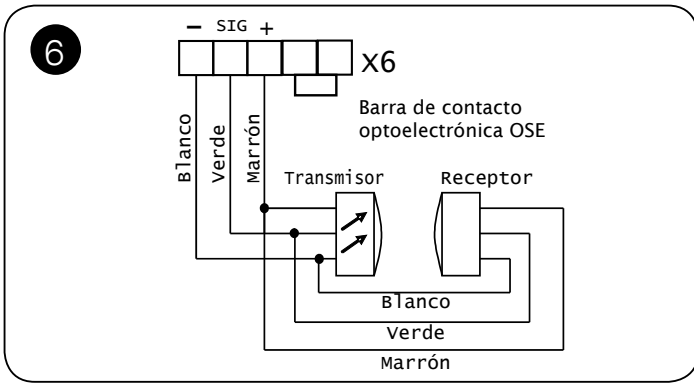 6
− SIG +
X6
Barra de contacto
optoelectrónica OSE
Blanco
Verde
Marrón
Transmisor
Receptor
Blanco
Verde
Marrón